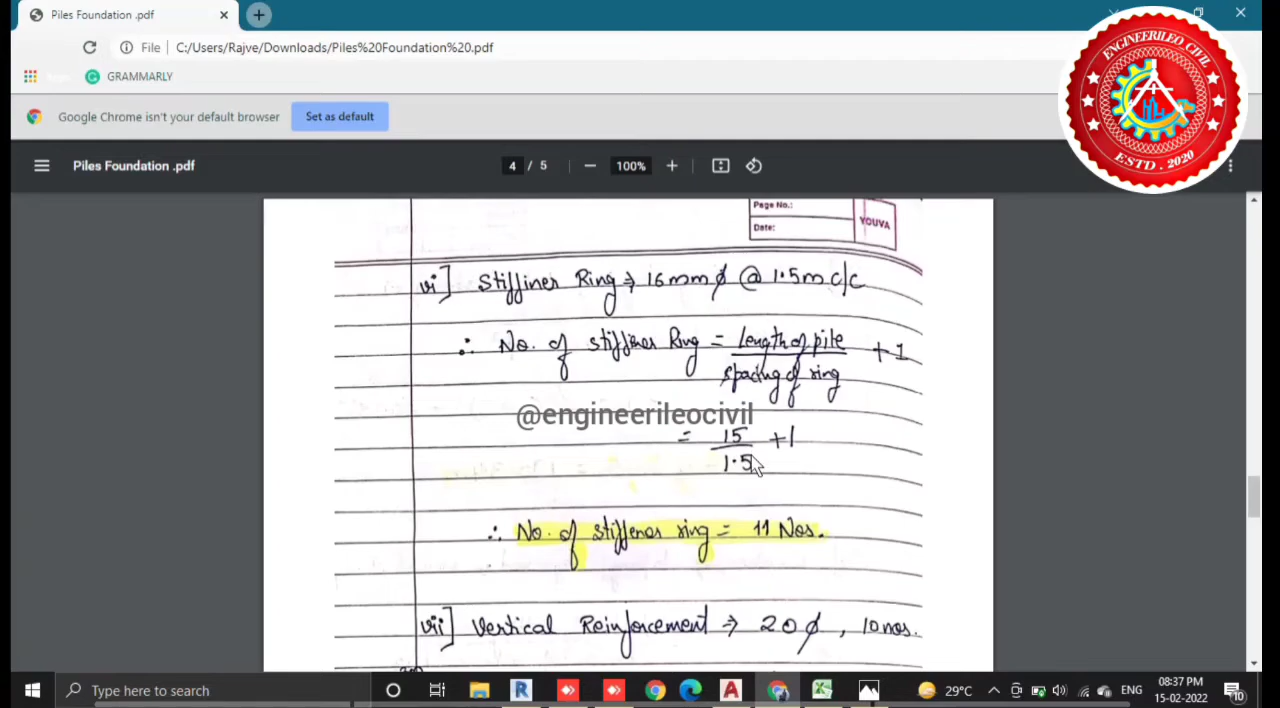 Piles Foundation .pdf
File
C:/Users/Rajve/Downloads/Piles%20Foundation%20.pdf
GRAMMARLY
Google Chrome isn't your default browser
Set as default
ENGINEERILEO CIVIL
ESTD . 2020
Piles Foundation .pdf
4 / 5
100%
Page No.:
Date:
YOUVA
vi] Stiffiner Ring → 16mmϕ @ 1.5m c/c
∴ No. of stiffiner Ring = Length of pile / spacing of ring + 1
@engineerileocivil
= 15 / 1.5 + 1
∴ No. of stiffener ring = 11 Nos.
vii] Vertical Reinforcement → 20ϕ, 10nos.
Type here to search
29°C
ENG
08:37 PM
15-02-2022
10